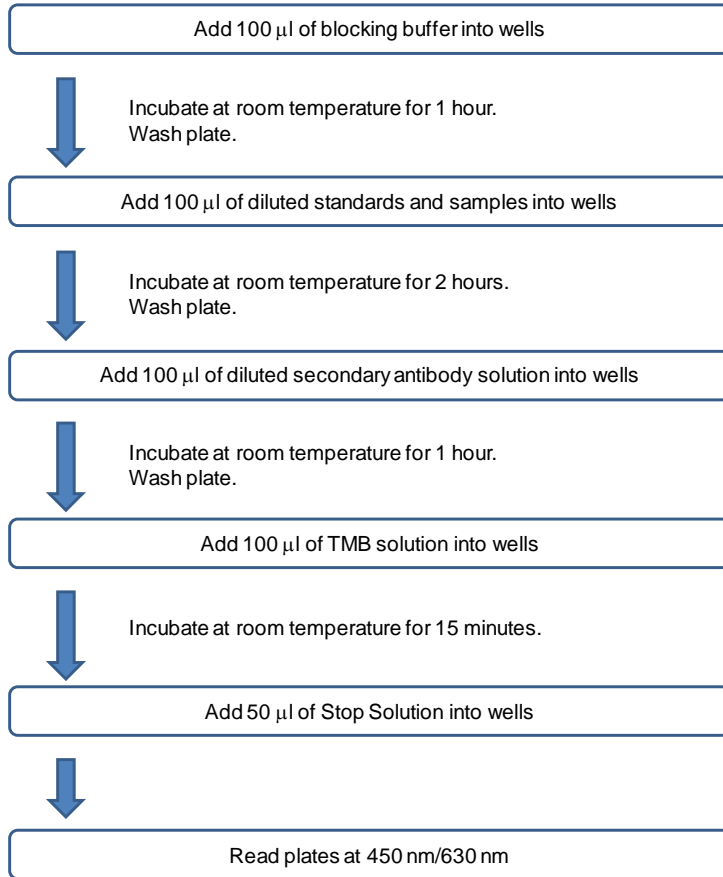 Add 100 μl of blocking buffer into wells
Incubate at room temperature for 1 hour.
Wash plate.
Add 100 μl of diluted standards and samples into wells
Incubate at room temperature for 2 hours.
Wash plate.
Add 100 μl of diluted secondary antibody solution into wells
Incubate at room temperature for 1 hour.
Wash plate.
Add 100 μl of TMB solution into wells
Incubate at room temperature for 15 minutes.
Add 50 μl of Stop Solution into wells
Read plates at 450 nm/630 nm